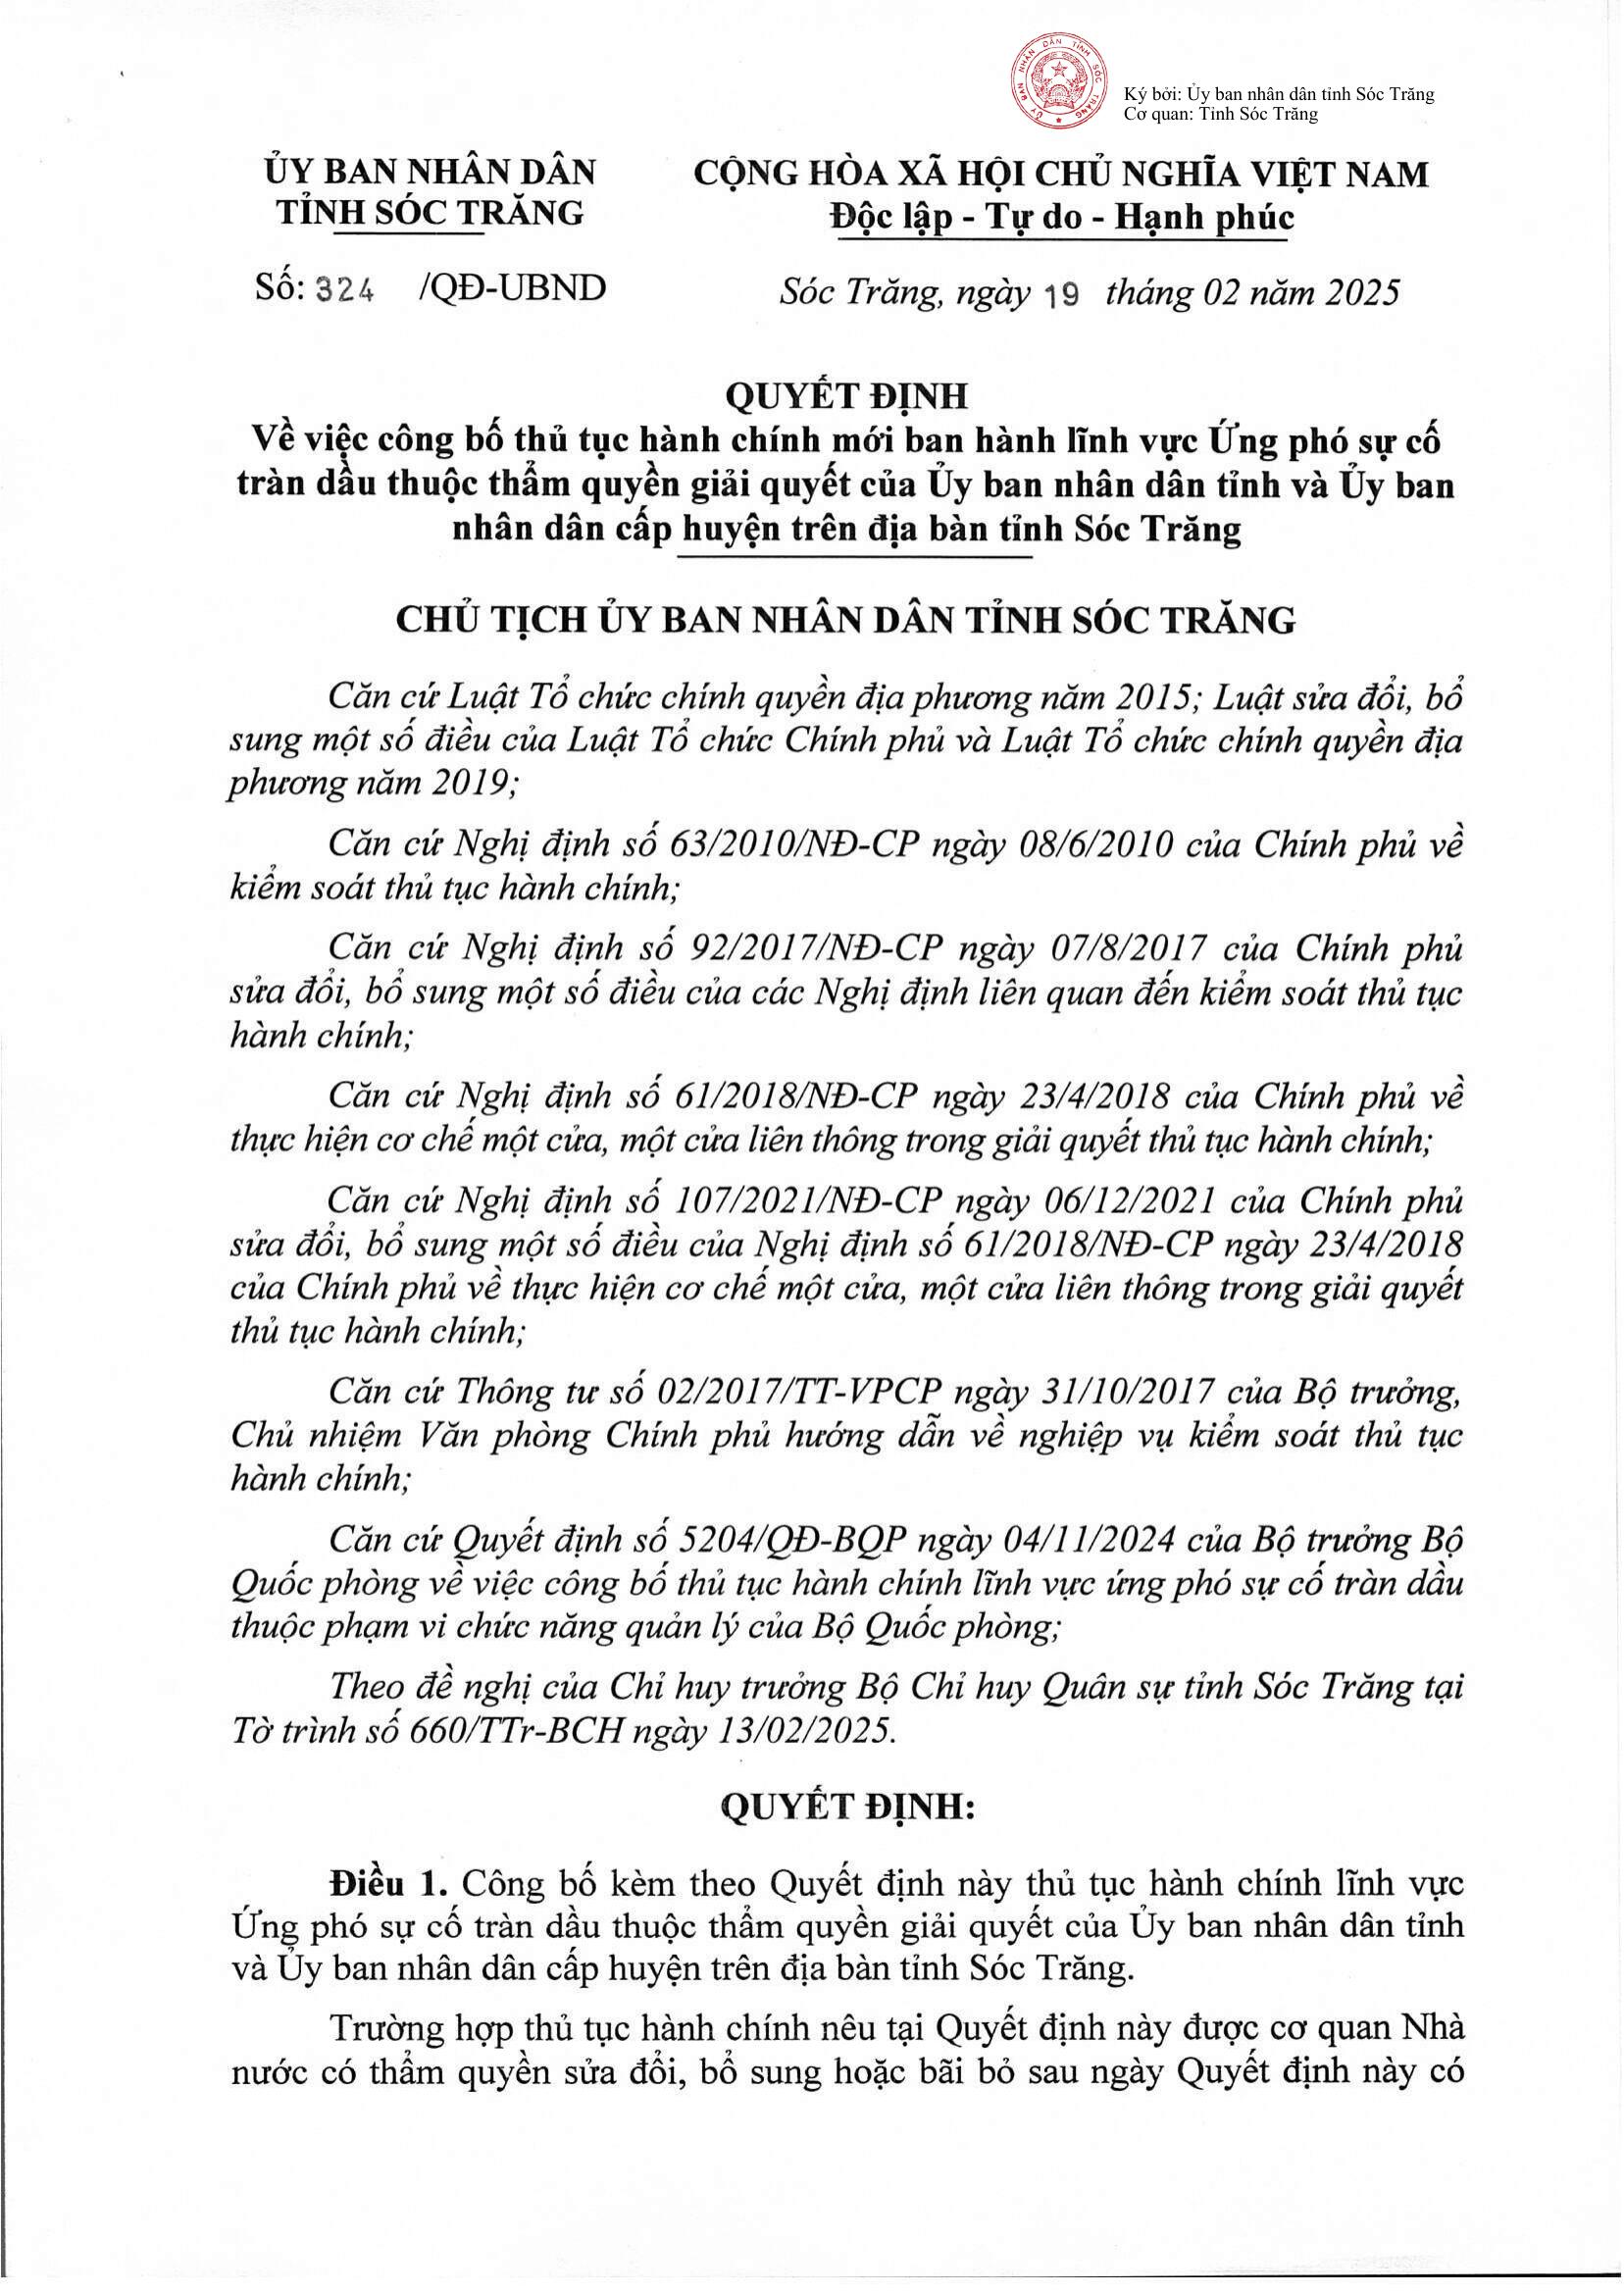 ỦY BAN NHÂN DÂN TỈNH SÓC TRĂNG
Ký bởi: Ủy ban nhân dân tỉnh Sóc Trăng
Cơ quan: Tỉnh Sóc Trăng
ỦY BAN NHÂN DÂN
TỈNH SÓC TRĂNG
CỘNG HÒA XÃ HỘI CHỦ NGHĨA VIỆT NAM
Độc lập - Tự do - Hạnh phúc
Số: 324 /QĐ-UBND
Sóc Trăng, ngày 19 tháng 02 năm 2025
QUYẾT ĐỊNH
Về việc công bố thủ tục hành chính mới ban hành lĩnh vực Ứng phó sự cố
tràn dầu thuộc thẩm quyền giải quyết của Ủy ban nhân dân tỉnh và Ủy ban
nhân dân cấp huyện trên địa bàn tỉnh Sóc Trăng
CHỦ TỊCH ỦY BAN NHÂN DÂN TỈNH SÓC TRĂNG
Căn cứ Luật Tổ chức chính quyền địa phương năm 2015; Luật sửa đổi, bổ
sung một số điều của Luật Tổ chức Chính phủ và Luật Tổ chức chính quyền địa
phương năm 2019;
Căn cứ Nghị định số 63/2010/NĐ-CP ngày 08/6/2010 của Chính phủ về
kiểm soát thủ tục hành chính;
Căn cứ Nghị định số 92/2017/NĐ-CP ngày 07/8/2017 của Chính phủ
sửa đổi, bổ sung một số điều của các Nghị định liên quan đến kiểm soát thủ tục
hành chính;
Căn cứ Nghị định số 61/2018/NĐ-CP ngày 23/4/2018 của Chính phủ về
thực hiện cơ chế một cửa, một cửa liên thông trong giải quyết thủ tục hành chính;
Căn cứ Nghị định số 107/2021/NĐ-CP ngày 06/12/2021 của Chính phủ
sửa đổi, bổ sung một số điều của Nghị định số 61/2018/NĐ-CP ngày 23/4/2018
của Chính phủ về thực hiện cơ chế một cửa, một cửa liên thông trong giải quyết
thủ tục hành chính;
Căn cứ Thông tư số 02/2017/TT-VPCP ngày 31/10/2017 của Bộ trưởng,
Chủ nhiệm Văn phòng Chính phủ hướng dẫn về nghiệp vụ kiểm soát thủ tục
hành chính;
Căn cứ Quyết định số 5204/QĐ-BQP ngày 04/11/2024 của Bộ trưởng Bộ
Quốc phòng về việc công bố thủ tục hành chính lĩnh vực ứng phó sự cố tràn dầu
thuộc phạm vi chức năng quản lý của Bộ Quốc phòng;
Theo đề nghị của Chỉ huy trưởng Bộ Chỉ huy Quân sự tỉnh Sóc Trăng tại
Tờ trình số 660/TTr-BCH ngày 13/02/2025.
QUYẾT ĐỊNH:
Điều 1. Công bố kèm theo Quyết định này thủ tục hành chính lĩnh vực
Ứng phó sự cố tràn dầu thuộc thẩm quyền giải quyết của Ủy ban nhân dân tỉnh
và Ủy ban nhân dân cấp huyện trên địa bàn tỉnh Sóc Trăng.
Trường hợp thủ tục hành chính nêu tại Quyết định này được cơ quan Nhà
nước có thẩm quyền sửa đổi, bổ sung hoặc bãi bỏ sau ngày Quyết định này có